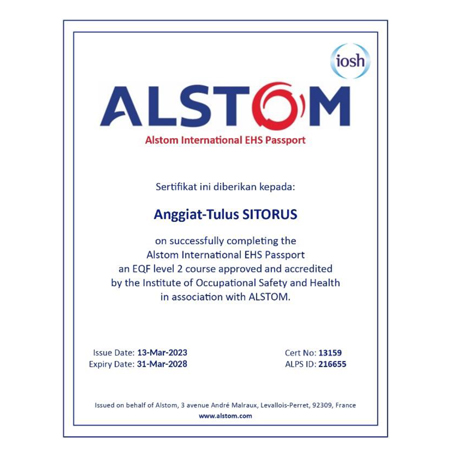 iosh
ALSTOM
Alstom International EHS Passport
Sertifikat ini diberikan kepada:
Anggiat-Tulus SITORUS
on successfully completing the
Alstom International EHS Passport
an EQF level 2 course approved and accredited
by the Institute of Occupational Safety and Health
in association with ALSTOM.
Issue Date: 13-Mar-2023
Expiry Date: 31-Mar-2028
Cert No: 13159
ALPS ID: 216655
Issued on behalf of Alstom, 3 avenue André Malraux, Levallois-Perret, 92309, France
www.alstom.com